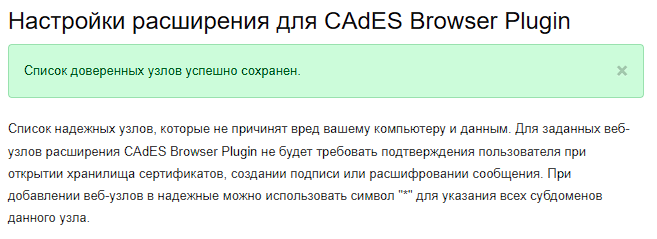 Настройки расширения для CAdES Browser Plugin
Список доверенных узлов успешно сохранен. ×
Список надежных узлов, которые не причинят вред вашему компьютеру и данным. Для заданных веб-
узлов расширения CAdES Browser Plugin не будет требовать подтверждения пользователя при
открытии хранилища сертификатов, создании подписи или расшифровании сообщения. При
добавлении веб-узлов в надежные можно использовать символ "*" для указания всех субдоменов
данного узла.